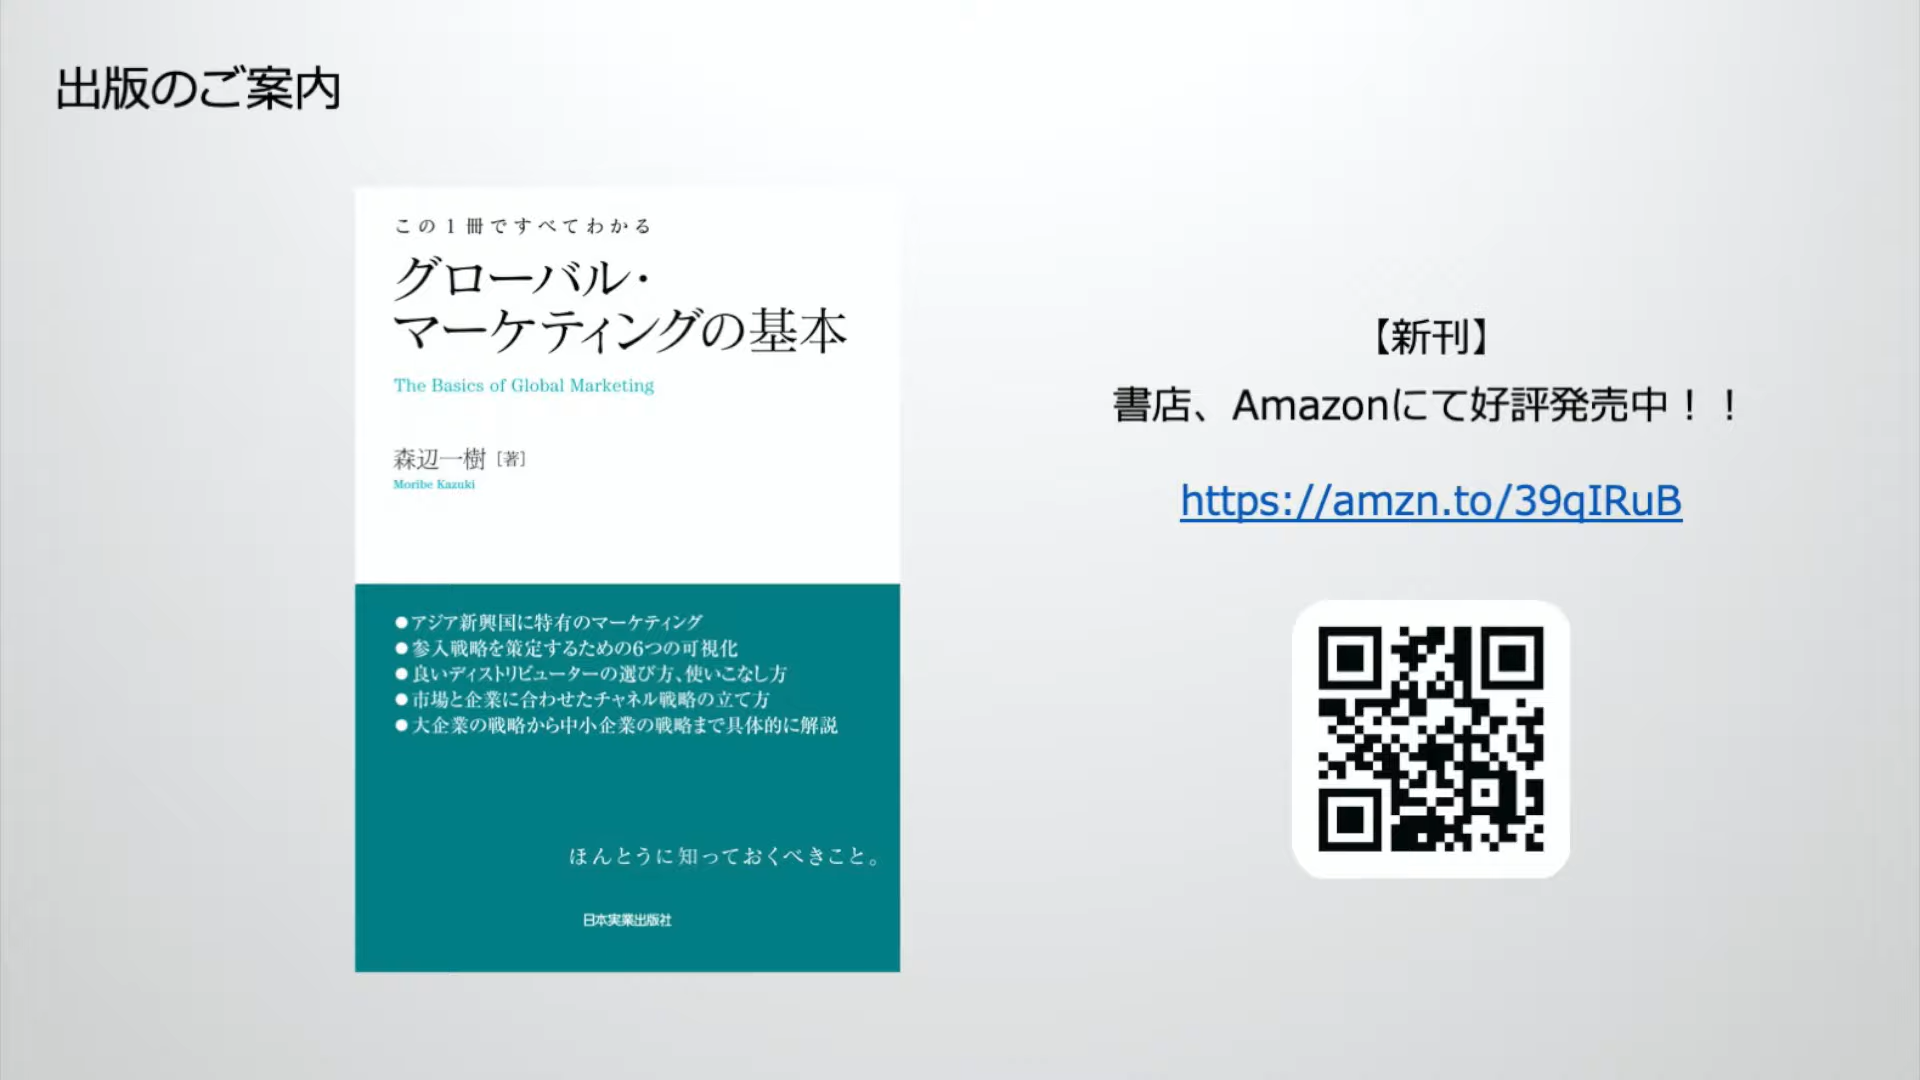 出版のご案内
この1冊ですべてわかる
グローバル・
マーケティングの基本
The Basics of Global Marketing
森辺一樹 [著]
Moribe Kazuki
●アジア新興国に特有のマーケティング
●参入戦略を策定するための6つの可視化
●良いディストリビューターの選び方、使いこなし方
●市場と企業に合わせたチャネル戦略の立て方
●大企業の戦略から中小企業の戦略まで具体的に解説
ほんとうに知っておくべきこと。
日本実業出版社
【新刊】
書店、Amazonにて好評発売中！！
https://amzn.to/39qIRuB